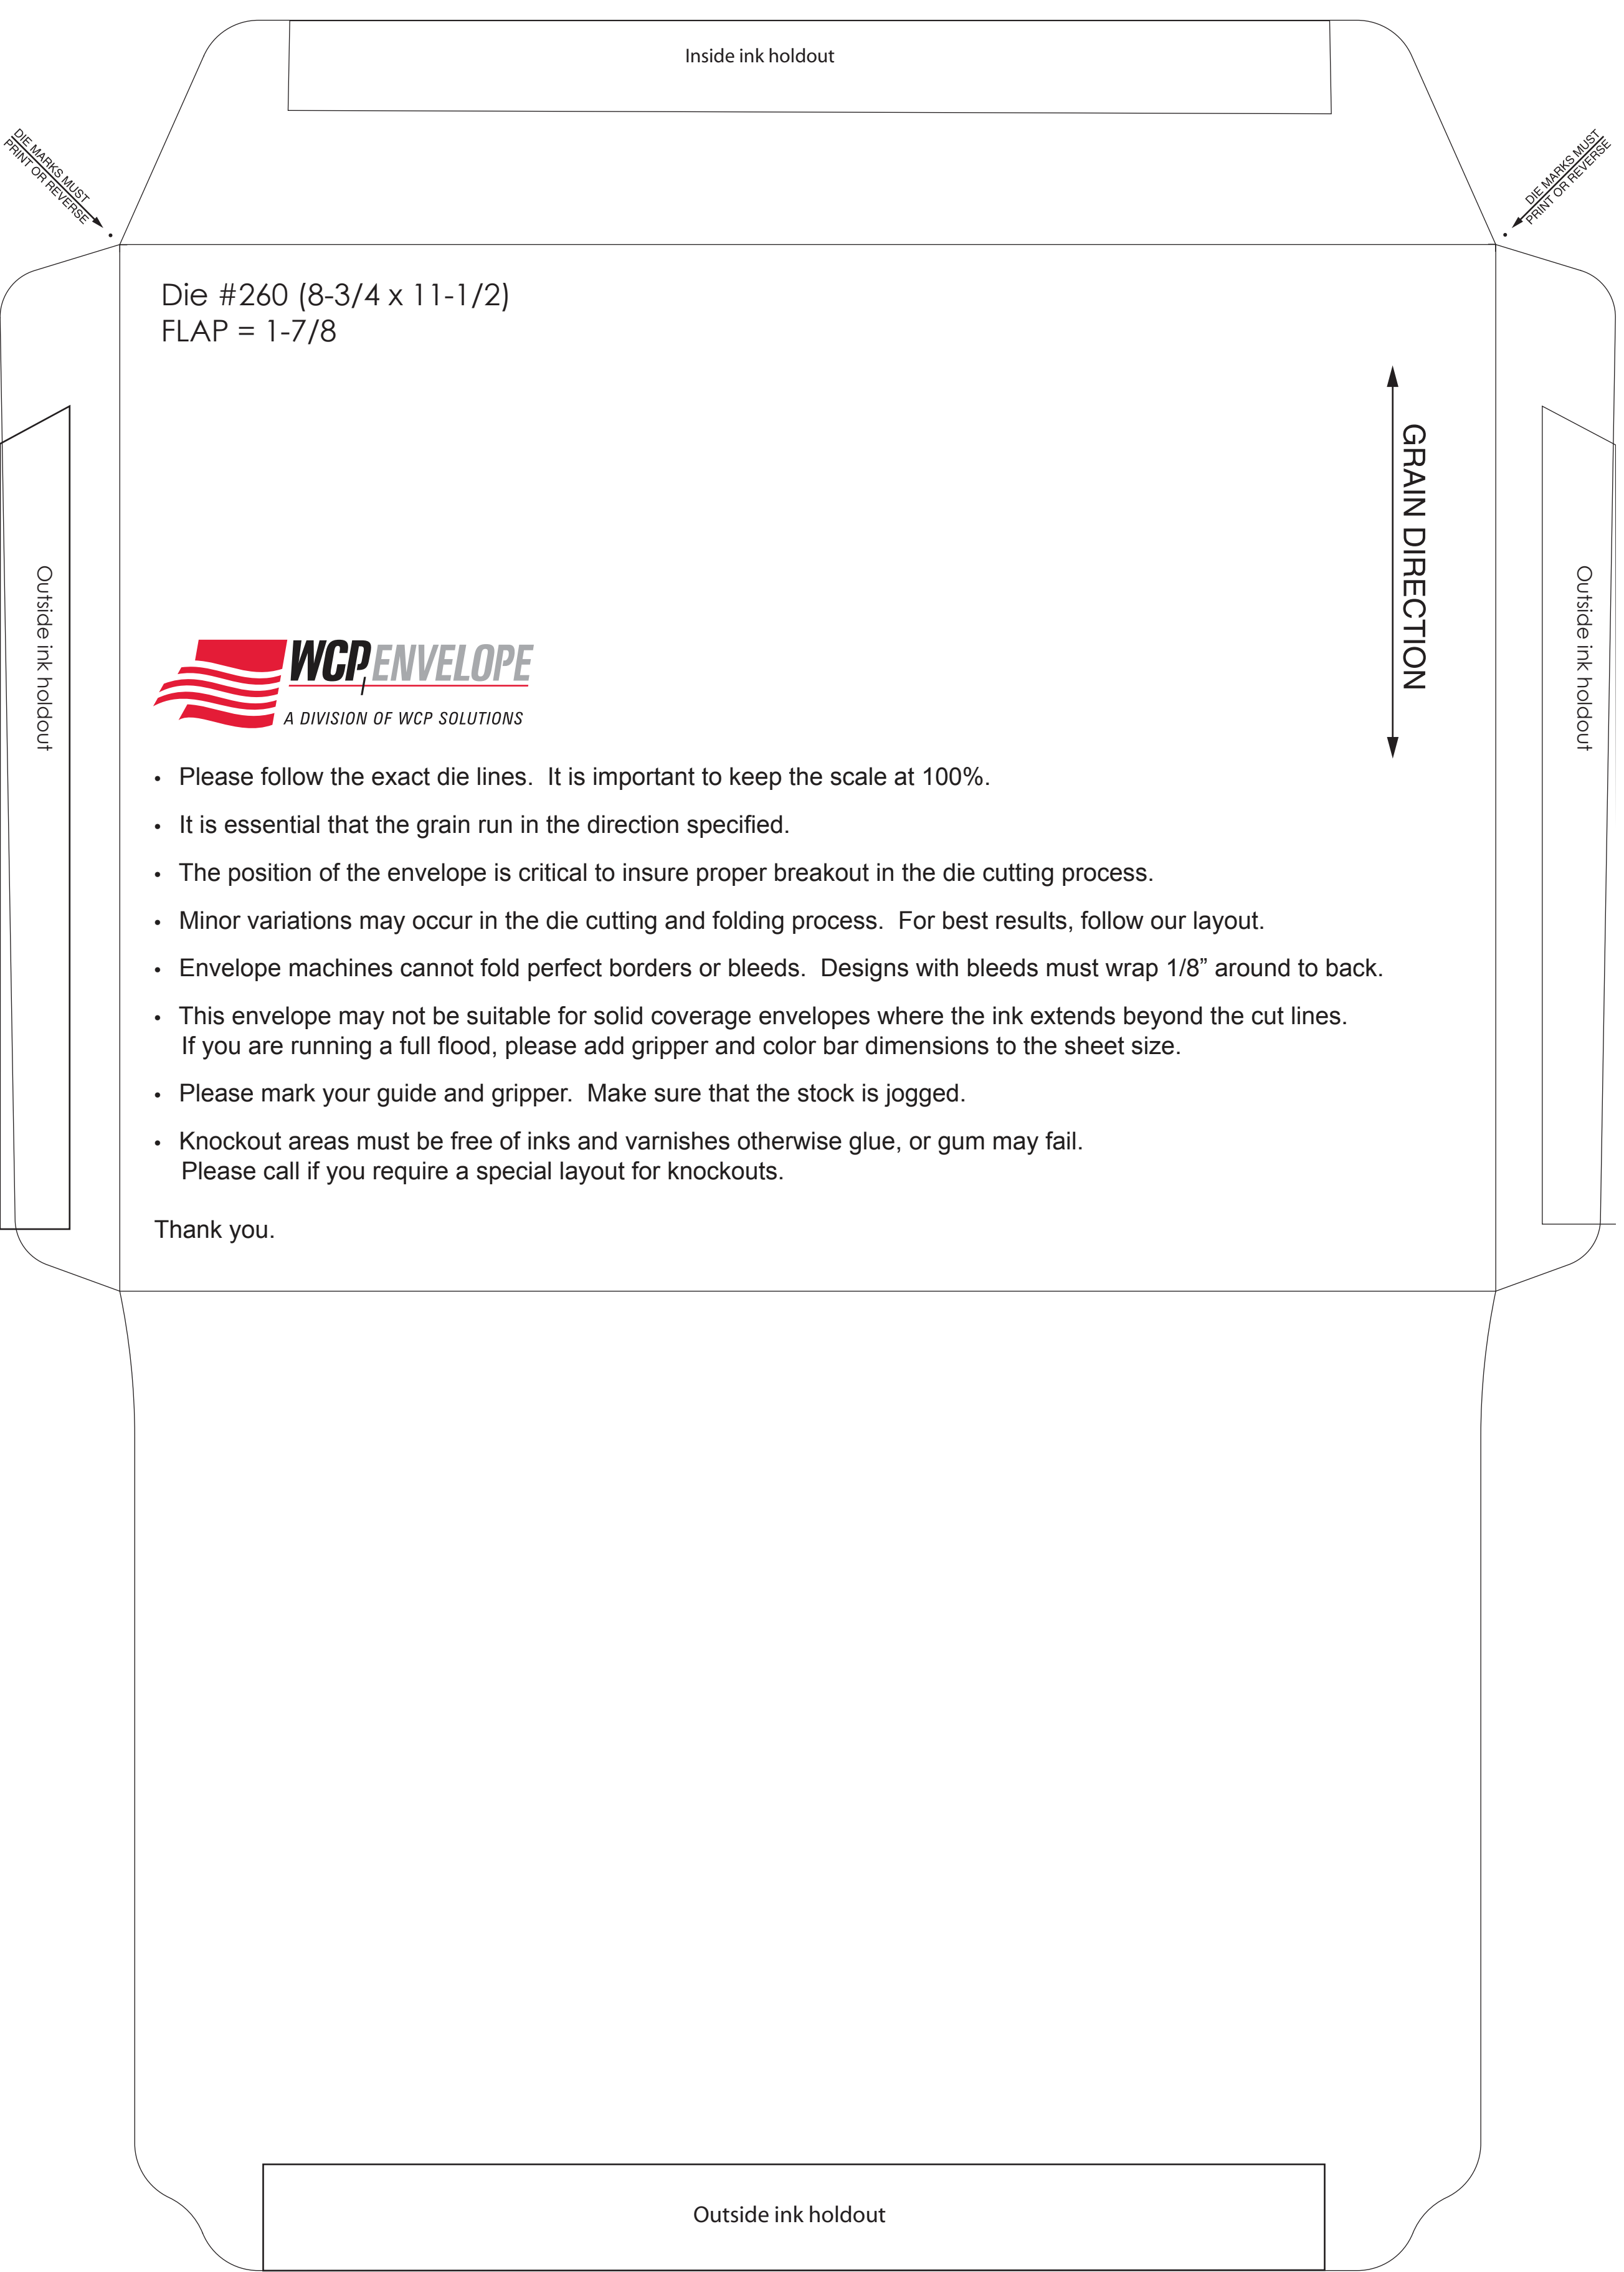 Inside ink holdout
DIE MARKS MUST
PRINT OR REVERSE
DIE MARKS MUST
PRINT OR REVERSE
Die #260 (8-3/4 x 11-1/2)
FLAP = 1-7/8
GRAIN DIRECTION
Outside ink holdout
Outside ink holdout
WCP ENVELOPE
A DIVISION OF WCP SOLUTIONS
• Please follow the exact die lines.  It is important to keep the scale at 100%.
• It is essential that the grain run in the direction specified.
• The position of the envelope is critical to insure proper breakout in the die cutting process.
• Minor variations may occur in the die cutting and folding process.  For best results, follow our layout.
• Envelope machines cannot fold perfect borders or bleeds.  Designs with bleeds must wrap 1/8” around to back.
• This envelope may not be suitable for solid coverage envelopes where the ink extends beyond the cut lines.
If you are running a full flood, please add gripper and color bar dimensions to the sheet size.
• Please mark your guide and gripper.  Make sure that the stock is jogged.
• Knockout areas must be free of inks and varnishes otherwise glue, or gum may fail.
Please call if you require a special layout for knockouts.
Thank you.
Outside ink holdout